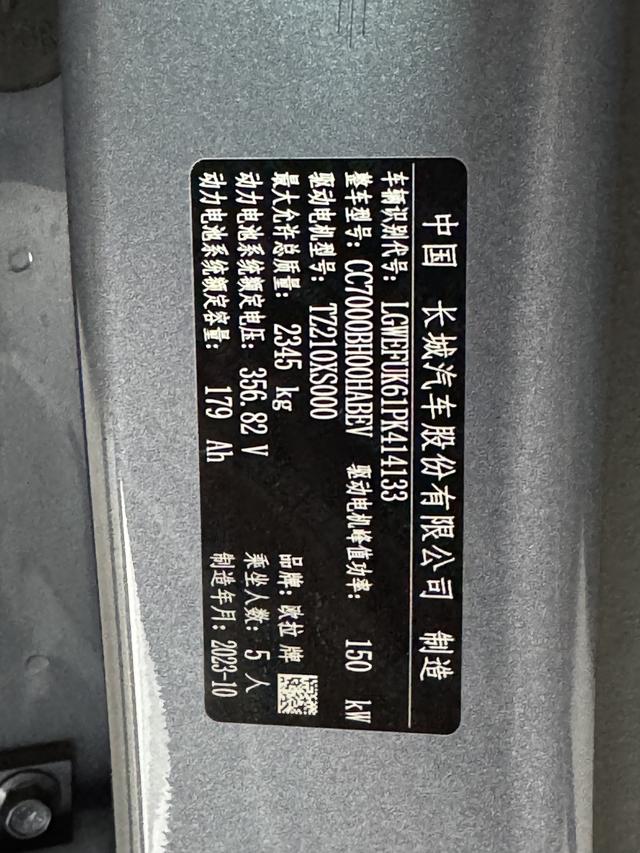 中国 长城汽车股份有限公司 制造
车辆识别代号: LGWEFUK61PK414133
整车型号: CC7000BH00HABEV 驱动电机峰值功率: 150 kW
驱动电机型号: TZ210XS000
最大允许总质量: 2345 kg 品牌: 欧拉 牌
动力电池系统额定电压: 356.82 V 乘坐人数: 5 人
动力电池系统额定容量: 179 Ah 制造年月: 2023-10